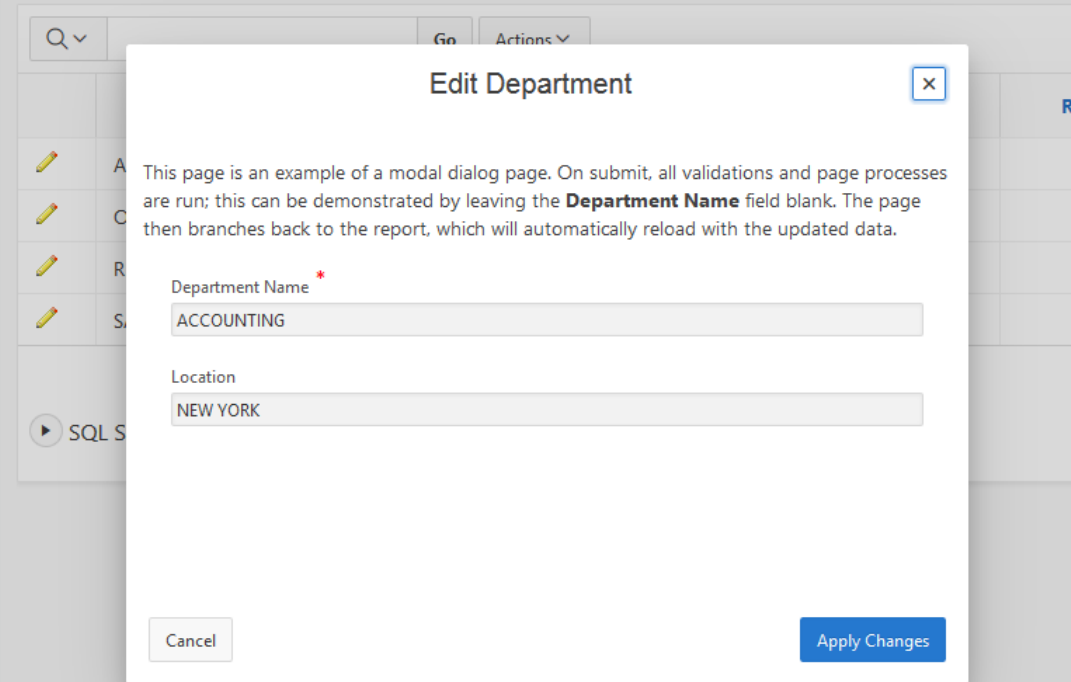 Go Actions
Edit Department
This page is an example of a modal dialog page. On submit, all validations and page processes
are run; this can be demonstrated by leaving the Department Name field blank. The page
then branches back to the report, which will automatically reload with the updated data.
Department Name *
ACCOUNTING
Location
NEW YORK
SQL S
Cancel Apply Changes